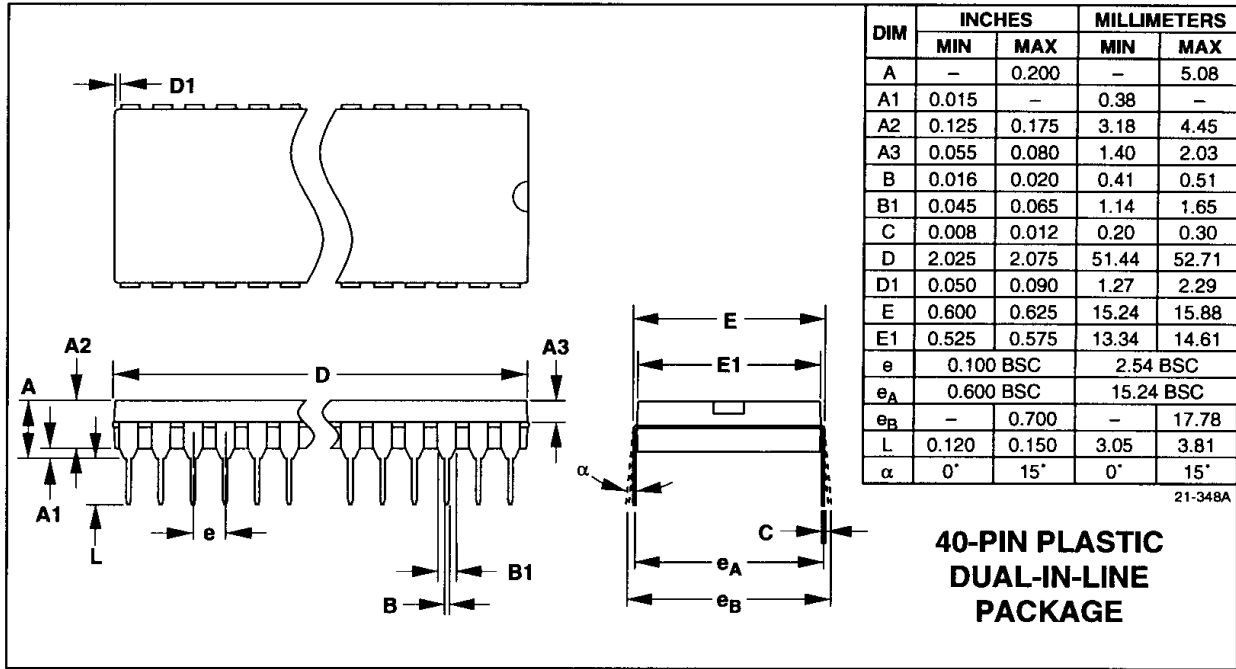 D1
A2
A
D
A3
A1
L
e
B
B1
E
E1
α
C
eA
eB
DIM INCHES MILLIMETERS
MIN MAX MIN MAX
A – 0.200 – 5.08
A1 0.015 – 0.38 –
A2 0.125 0.175 3.18 4.45
A3 0.055 0.080 1.40 2.03
B 0.016 0.020 0.41 0.51
B1 0.045 0.065 1.14 1.65
C 0.008 0.012 0.20 0.30
D 2.025 2.075 51.44 52.71
D1 0.050 0.090 1.27 2.29
E 0.600 0.625 15.24 15.88
E1 0.525 0.575 13.34 14.61
e 0.100 BSC 2.54 BSC
eA 0.600 BSC 15.24 BSC
eB – 0.700 – 17.78
L 0.120 0.150 3.05 3.81
α 0° 15° 0° 15°
21-348A
40-PIN PLASTIC
DUAL-IN-LINE
PACKAGE